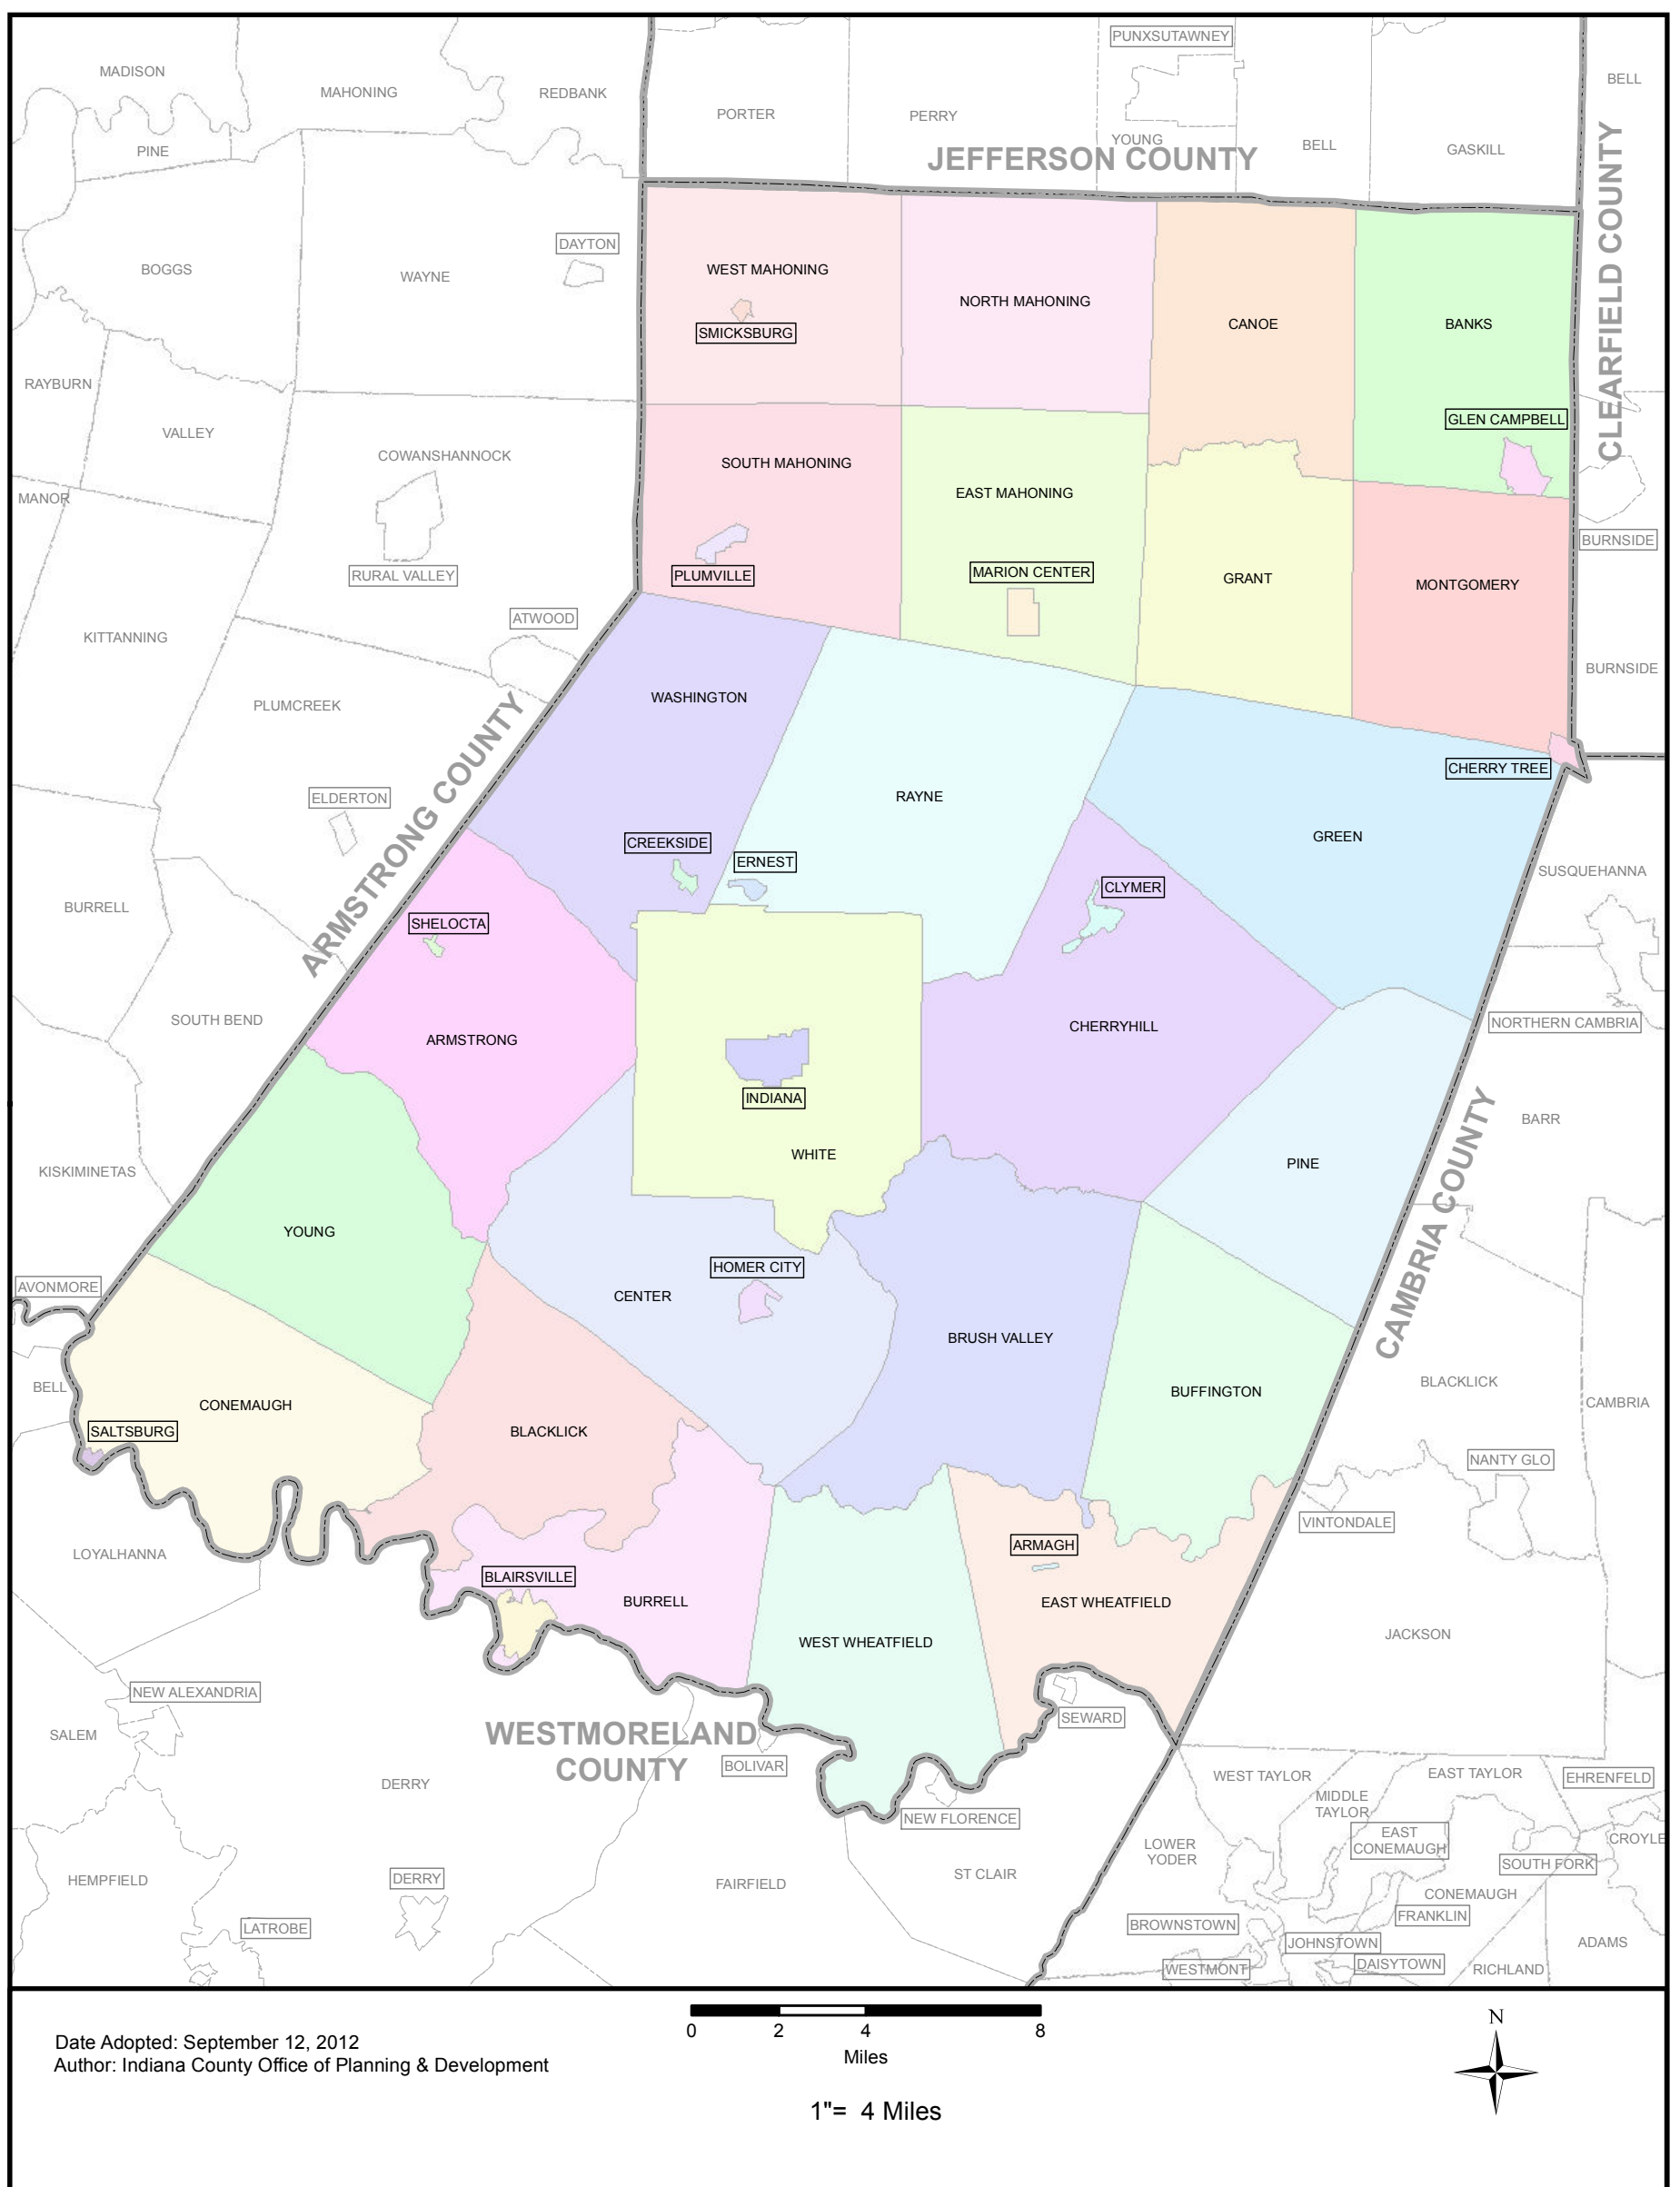 PUNXSUTAWNEY
MADISON
BELL
MAHONING
REDBANK
PORTER
PERRY
YOUNG
BELL
GASKILL
PINE
JEFFERSON COUNTY
CLEARFIELD COUNTY
DAYTON
BOGGS
WAYNE
WEST MAHONING
NORTH MAHONING
SMICKSBURG
CANOE
BANKS
RAYBURN
GLEN CAMPBELL
VALLEY
COWANSHANNOCK
SOUTH MAHONING
EAST MAHONING
MANOR
BURNSIDE
RURAL VALLEY
PLUMVILLE
MARION CENTER
GRANT
MONTGOMERY
ATWOOD
KITTANNING
BURNSIDE
PLUMCREEK
WASHINGTON
ARMSTRONG COUNTY
CHERRY TREE
ELDERTON
RAYNE
GREEN
CREEKSIDE
ERNEST
SUSQUEHANNA
CLYMER
BURRELL
SHELOCTA
SOUTH BEND
NORTHERN CAMBRIA
ARMSTRONG
CHERRYHILL
INDIANA
BARR
WHITE
PINE
KISKIMINETAS
CAMBRIA COUNTY
YOUNG
HOMER CITY
AVONMORE
CENTER
BRUSH VALLEY
BELL
BUFFINGTON
BLACKLICK
CAMBRIA
CONEMAUGH
SALTSBURG
BLACKLICK
NANTY GLO
VINTONDALE
LOYALHANNA
ARMAGH
BLAIRSVILLE
BURRELL
EAST WHEATFIELD
WEST WHEATFIELD
JACKSON
NEW ALEXANDRIA
SEWARD
SALEM
WESTMORELAND
COUNTY
BOLIVAR
DERRY
WEST TAYLOR
EAST TAYLOR
EHRENFELD
MIDDLE
TAYLOR
NEW FLORENCE
EAST
CONEMAUGH
CROYLE
LOWER
YODER
SOUTH FORK
HEMPFIELD
DERRY
FAIRFIELD
ST CLAIR
CONEMAUGH
FRANKLIN
LATROBE
BROWNSTOWN
JOHNSTOWN
ADAMS
WESTMONT
DAISYTOWN
RICHLAND
Date Adopted: September 12, 2012
Author: Indiana County Office of Planning & Development
0 2 4 8
Miles
1"= 4 Miles
N